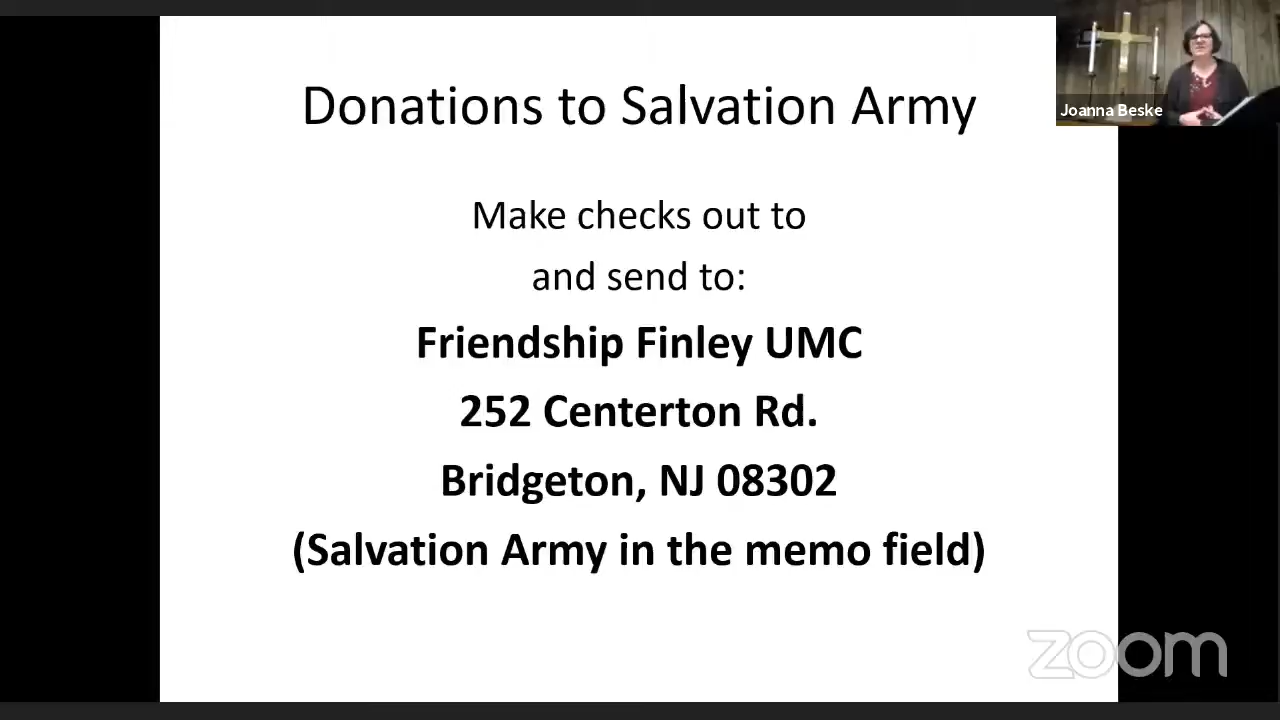 Joanna Beske
Donations to Salvation Army
Make checks out to
and send to:
Friendship Finley UMC
252 Centerton Rd.
Bridgeton, NJ 08302
(Salvation Army in the memo field)
zoom